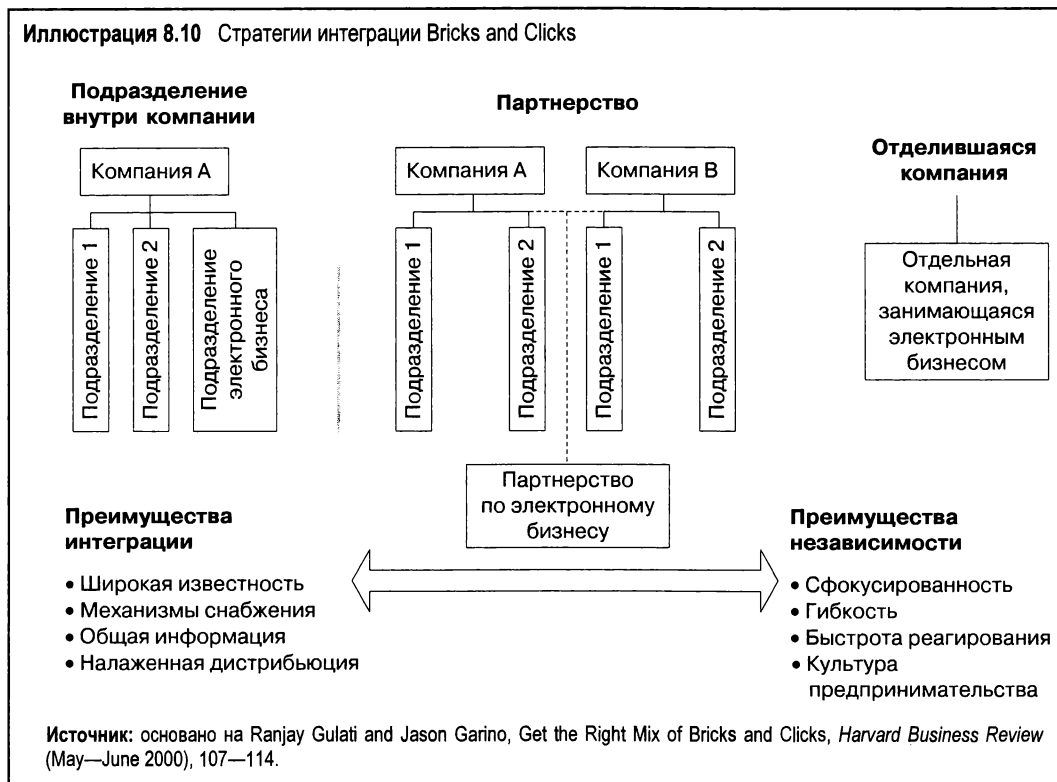 Иллюстрация 8.10 Стратегии интеграции Bricks and Clicks
Подразделение
внутри компании
Компания А
Подразделение 1
Подразделение 2
Подразделение
электронного
бизнеса
Партнерство
Компания А
Компания В
Подразделение 1
Подразделение 2
Подразделение 1
Подразделение 2
Партнерство
по электронному
бизнесу
Отделившаяся
компания
Отдельная
компания,
занимающаяся
электронным
бизнесом
Преимущества
интеграции
• Широкая известность
• Механизмы снабжения
• Общая информация
• Налаженная дистрибьюция
Преимущества
независимости
• Сфокусированность
• Гибкость
• Быстрота реагирования
• Культура
предпринимательства
Источник: основано на Ranjay Gulati and Jason Garino, Get the Right Mix of Bricks and Clicks, Harvard Business Review
(May—June 2000), 107—114.